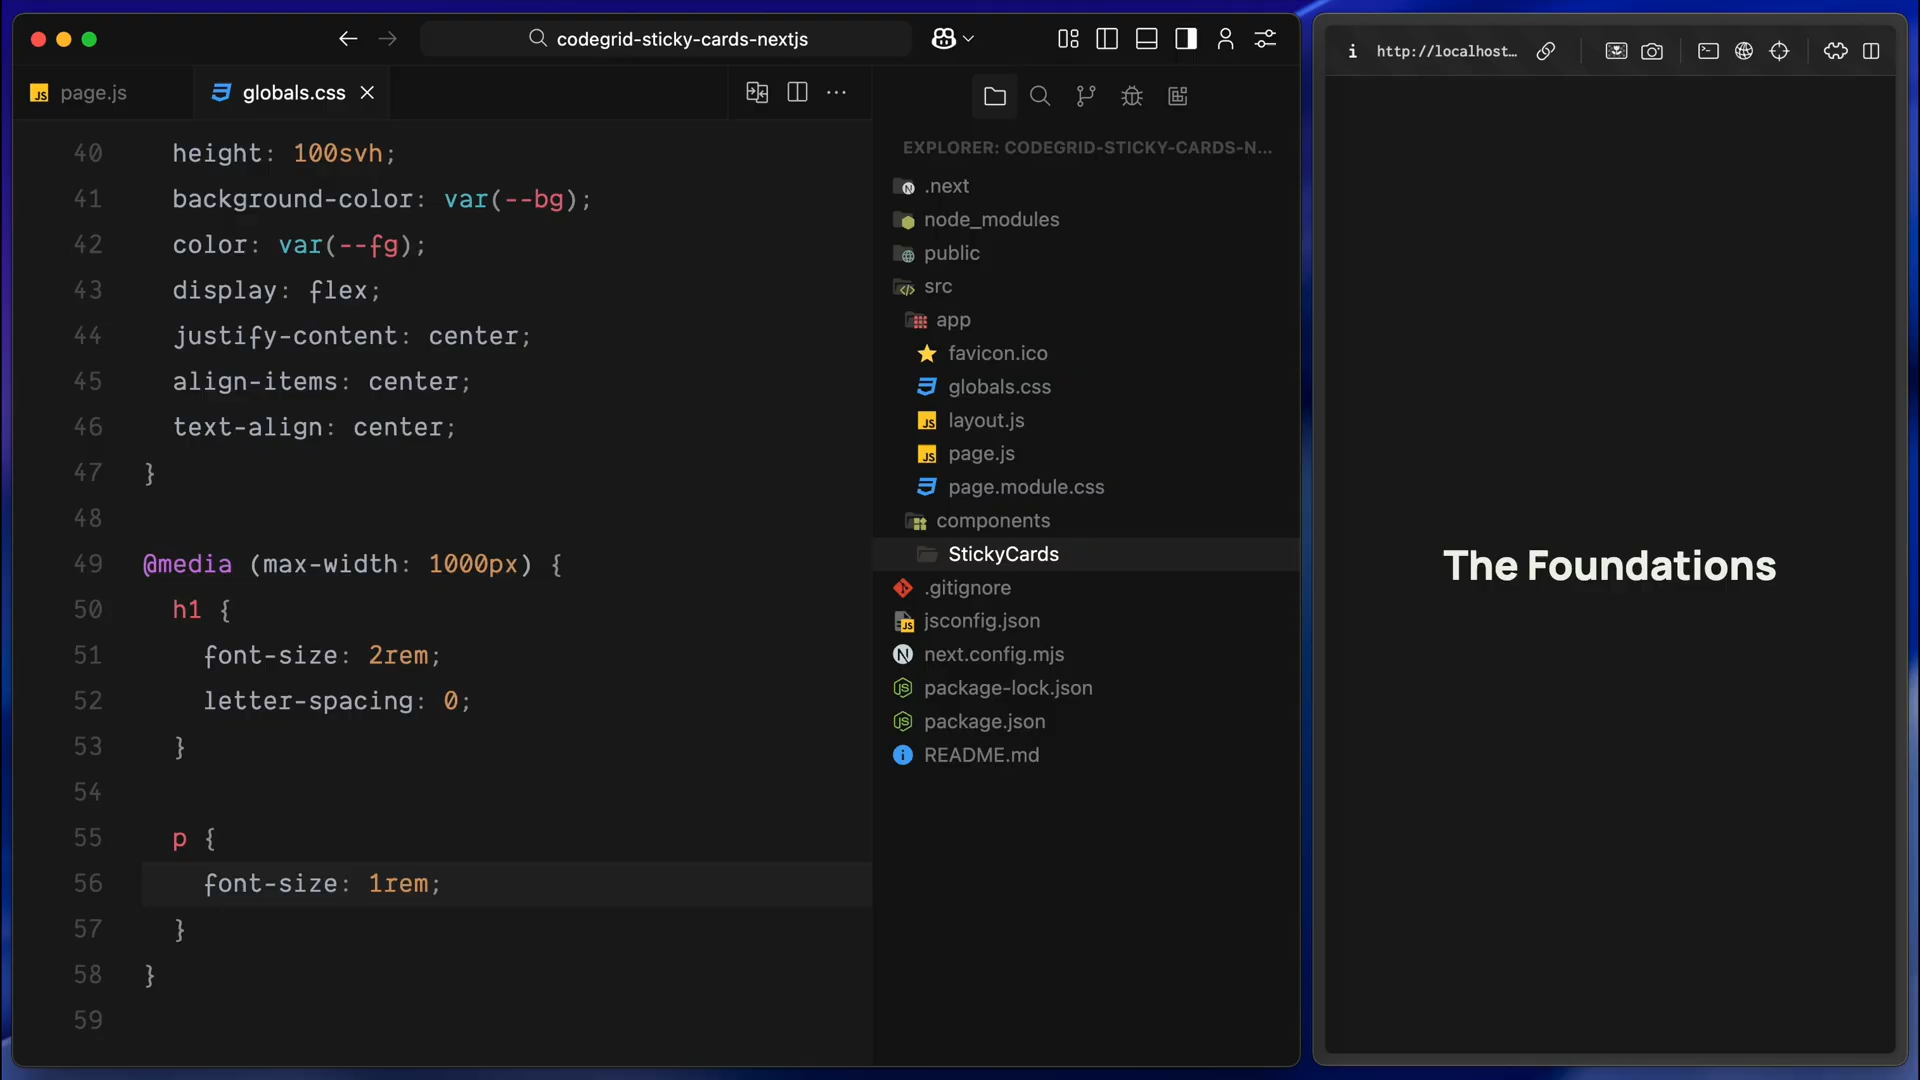 codegrid-sticky-cards-nextjs
page.js
globals.css
40 height: 100svh;
41 background-color: var(--bg);
42 color: var(--fg);
43 display: flex;
44 justify-content: center;
45 align-items: center;
46 text-align: center;
47 }
48
49 @media (max-width: 1000px) {
50 h1 {
51 font-size: 2rem;
52 letter-spacing: 0;
53 }
54
55 p {
56 font-size: 1rem;
57 }
58 }
59
EXPLORER: CODEGRID-STICKY-CARDS-N...
.next
node_modules
public
src
app
favicon.ico
globals.css
layout.js
page.js
page.module.css
components
StickyCards
.gitignore
jsconfig.json
next.config.mjs
package-lock.json
package.json
README.md
http://localhost...
The Foundations